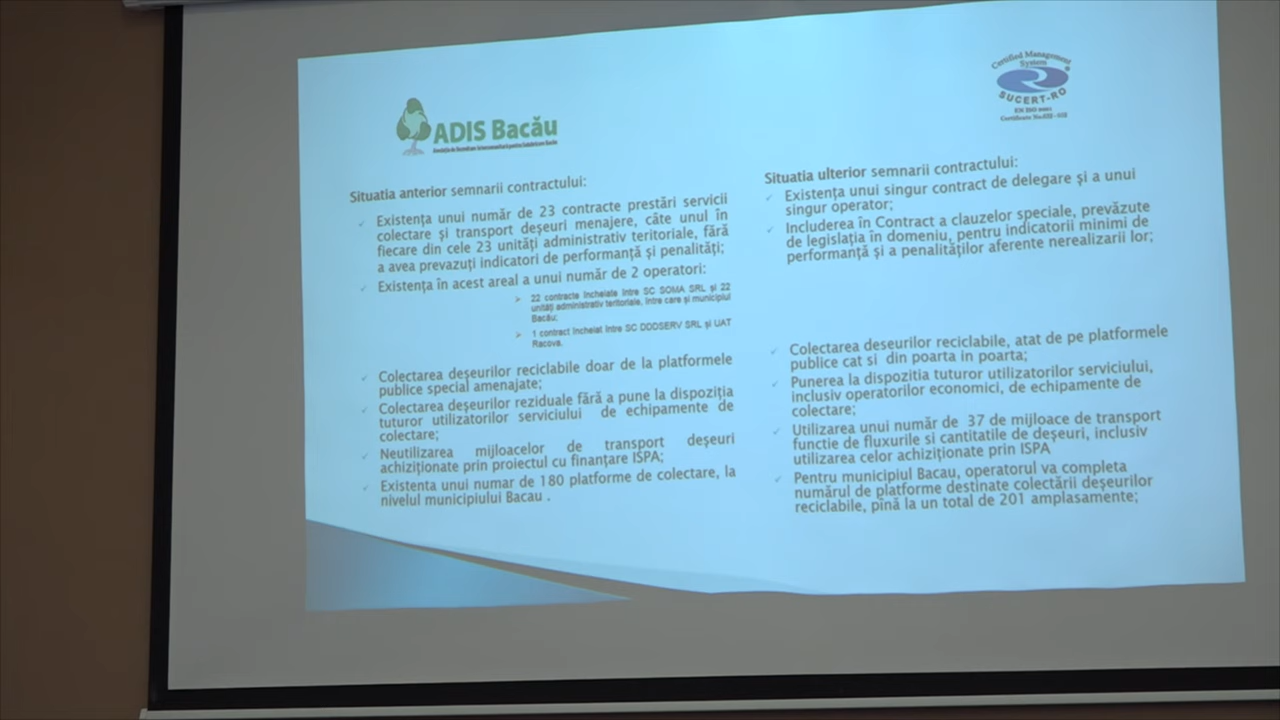 ADIS Bacău
Asociația de Dezvoltare Intercomunitară pentru Salubrizare Bacău
Situatia anterior semnarii contractului:
Existența unui număr de 23 contracte prestări servicii
colectare și transport deșeuri menajere, câte unul în
fiecare din cele 23 unități administrativ teritoriale, fără
a avea prevazuți indicatori de performanță și penalități;
Existența în acest areal a unui număr de 2 operatori:
22 contracte încheiate între SC SOMA SRL și 22
unități administrativ teritoriale, între care și municipiul
Bacău;
1 contract încheiat între SC DDDSERV SRL și UAT
Racova.
Colectarea deșeurilor reciclabile doar de la platformele
publice special amenajate;
Colectarea deșeurilor reziduale fără a pune la dispoziția
tuturor utilizatorilor serviciului de echipamente de
colectare;
Neutilizarea mijloacelor de transport deșeuri
achiziționate prin proiectul cu finanțare ISPA;
Existenta unui numar de 180 platforme de colectare, la
nivelul municipiului Bacau .
Certified Management
System
SUCERT-RO
EN ISO 9001
Situatia ulterior semnarii contractului:
Existența unui singur contract de delegare și a unui
singur operator;
Includerea în Contract a clauzelor speciale, prevăzute
de legislația în domeniu, pentru indicatorii minimi de
performanță și a penalităților aferente nerealizarii lor;
Colectarea deseurilor reciclabile, atat de pe platformele
publice cat si din poarta in poarta;
Punerea la dispozitia tuturor utilizatorilor serviciului,
inclusiv operatorilor economici, de echipamente de
colectare;
Utilizarea unui număr de 37 de mijloace de transport
functie de fluxurile si cantitatile de deșeuri, inclusiv
utilizarea celor achiziționate prin ISPA
Pentru municipiul Bacau, operatorul va completa
numărul de platforme destinate colectării deșeurilor
reciclabile, pînă la un total de 201 amplasamente;